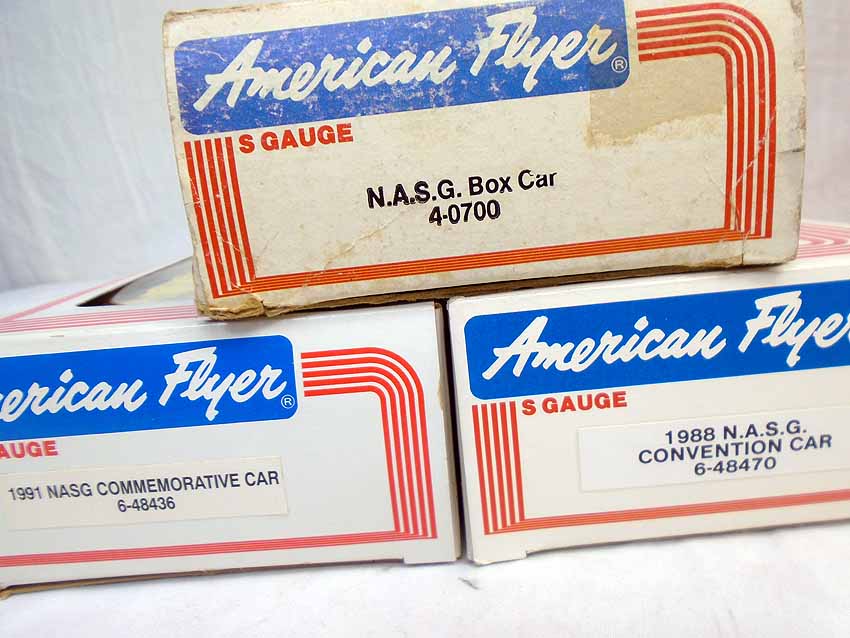 American Flyer®
S GAUGE
N.A.S.G. Box Car
4-0700
erican Flyer®
AUGE
1991 NASG COMMEMORATIVE CAR
6-48436
American Flye
S GAUGE
1988 N.A.S.G.
CONVENTION CAR
6-48470